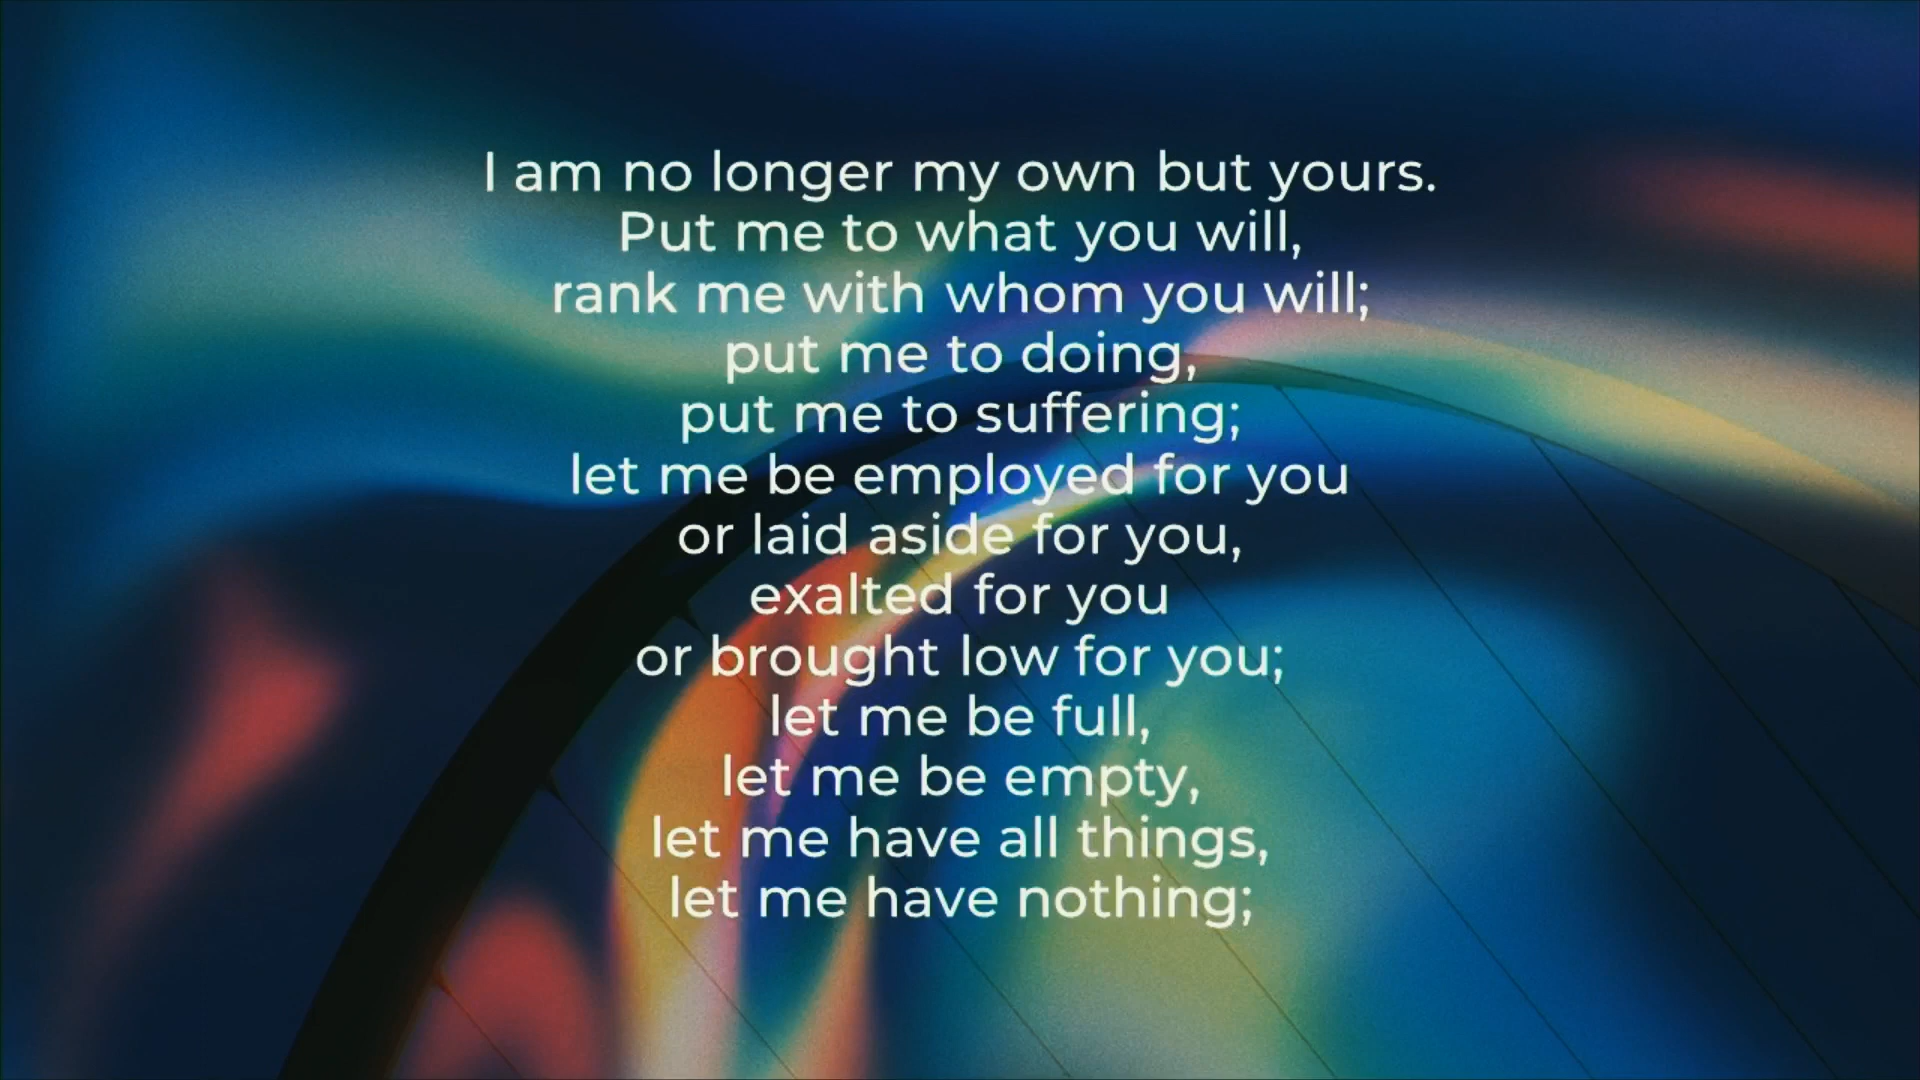 I am no longer my own but yours.
Put me to what you will,
rank me with whom you will;
put me to doing,
put me to suffering;
let me be employed for you
or laid aside for you,
exalted for you
or brought low for you;
let me be full,
let me be empty,
let me have all things,
let me have nothing;